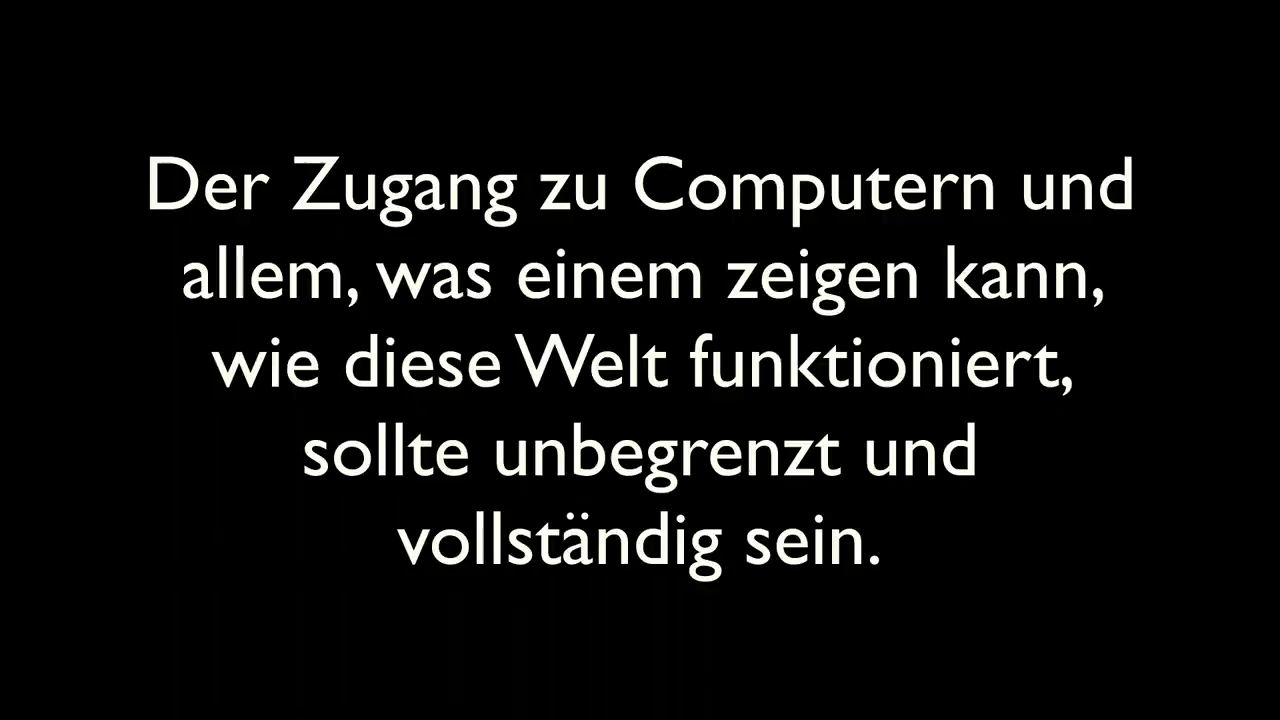 Der Zugang zu Computern und
allem, was einem zeigen kann,
wie diese Welt funktioniert,
sollte unbegrenzt und
vollständig sein.